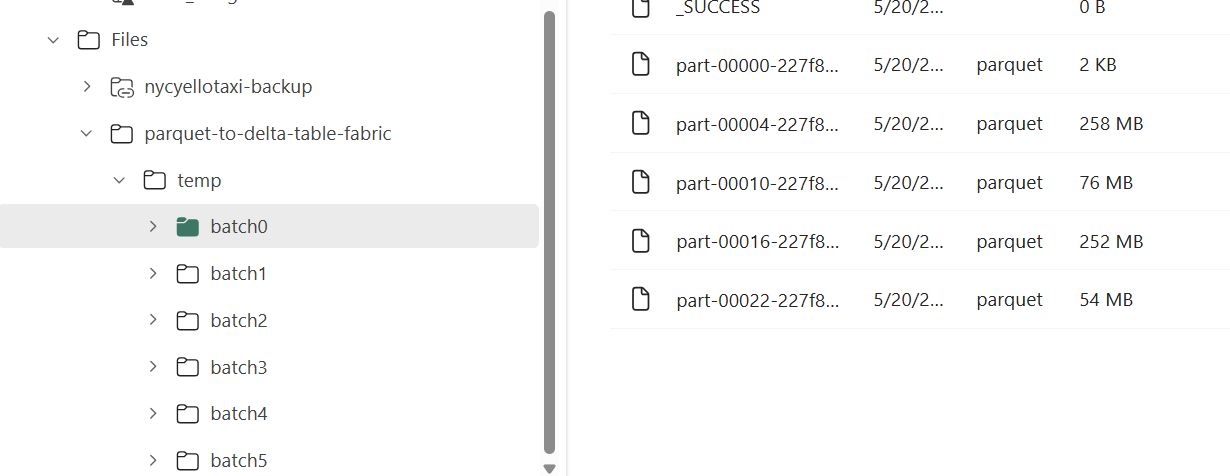 Files
nycyellotaxi-backup
parquet-to-delta-table-fabric
temp
batch0
batch1
batch2
batch3
batch4
batch5
_SUCCESS 5/20/2... 0 B
part-00000-227f8... 5/20/2... parquet 2 KB
part-00004-227f8... 5/20/2... parquet 258 MB
part-00010-227f8... 5/20/2... parquet 76 MB
part-00016-227f8... 5/20/2... parquet 252 MB
part-00022-227f8... 5/20/2... parquet 54 MB